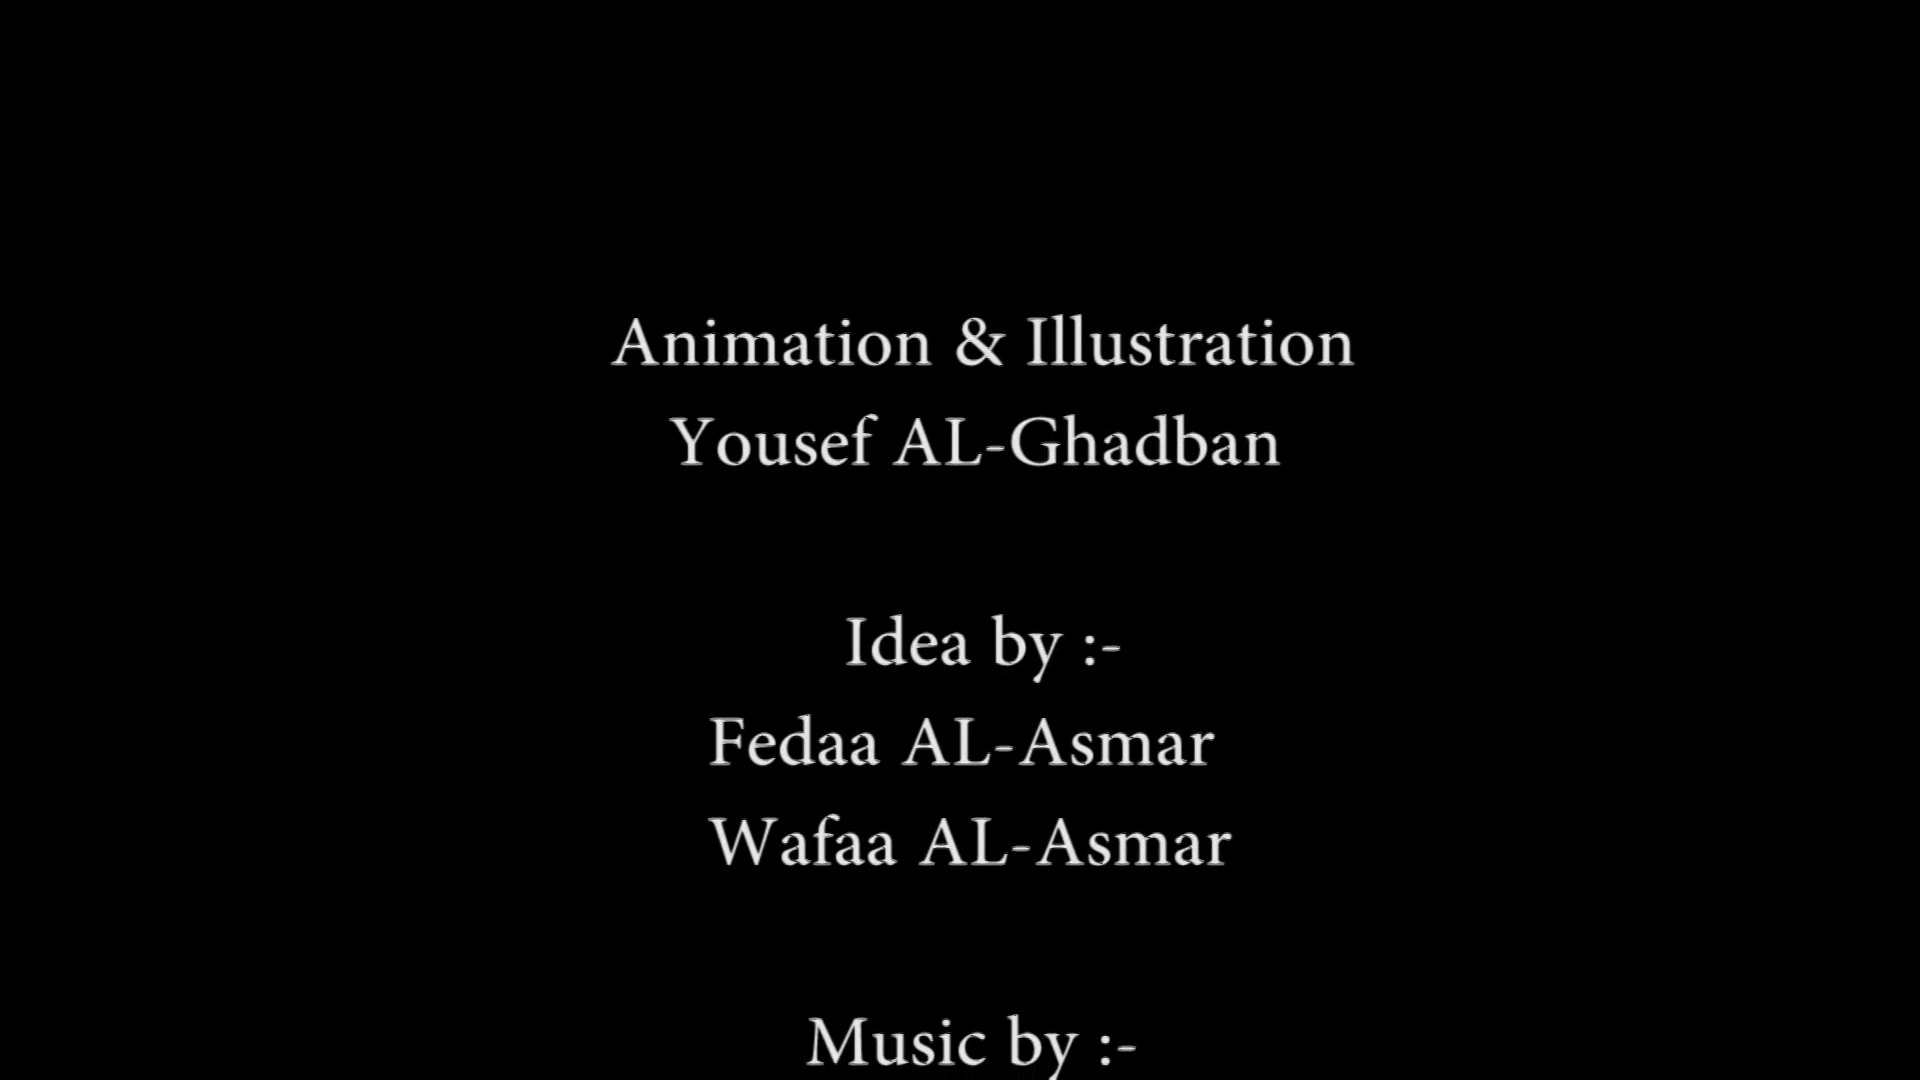 Animation & Illustration
Yousef AL-Ghadban
Idea by :-
Fedaa AL-Asmar
Wafaa AL-Asmar
Music by :-